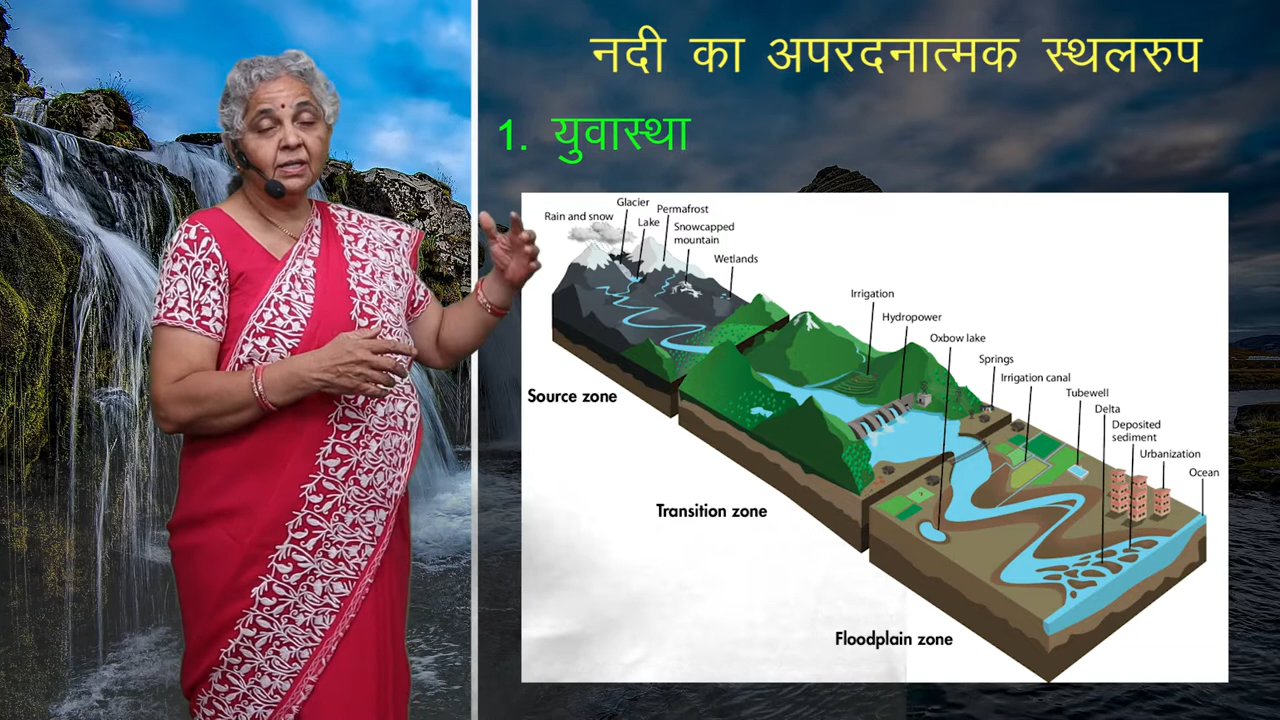 नदी का अपरदनात्मक स्थलरुप
1. युवास्था
Rain and snow
Glacier
Lake
Permafrost
Snowcapped
mountain
Wetlands
Irrigation
Hydropower
Oxbow lake
Springs
Irrigation canal
Tubewell
Delta
Deposited
sediment
Urbanization
Ocean
Source zone
Transition zone
Floodplain zone